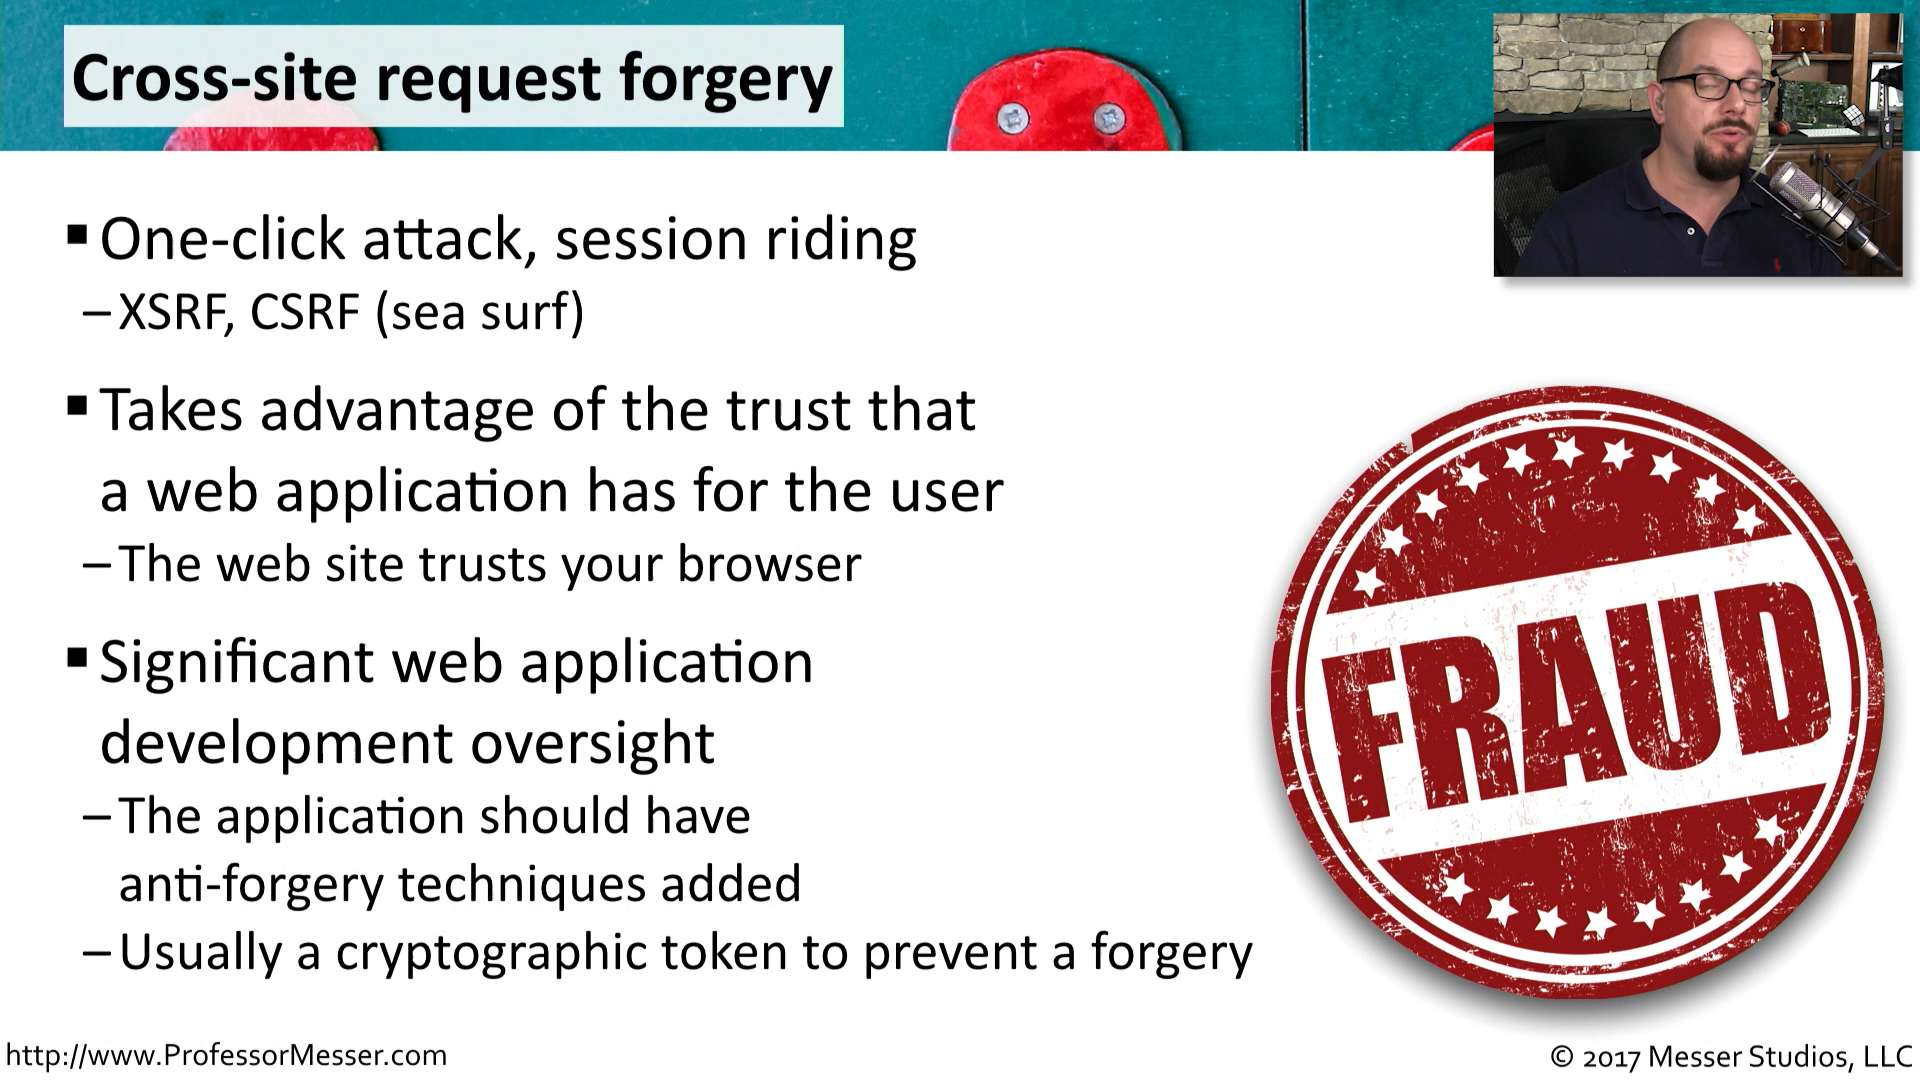 Cross-site request forgery
▪ One-click attack, session riding
– XSRF, CSRF (sea surf)
▪ Takes advantage of the trust that
a web application has for the user
– The web site trusts your browser
▪ Significant web application
development oversight
– The application should have
anti-forgery techniques added
– Usually a cryptographic token to prevent a forgery
FRAUD
http://www.ProfessorMesser.com
© 2017 Messer Studios, LLC